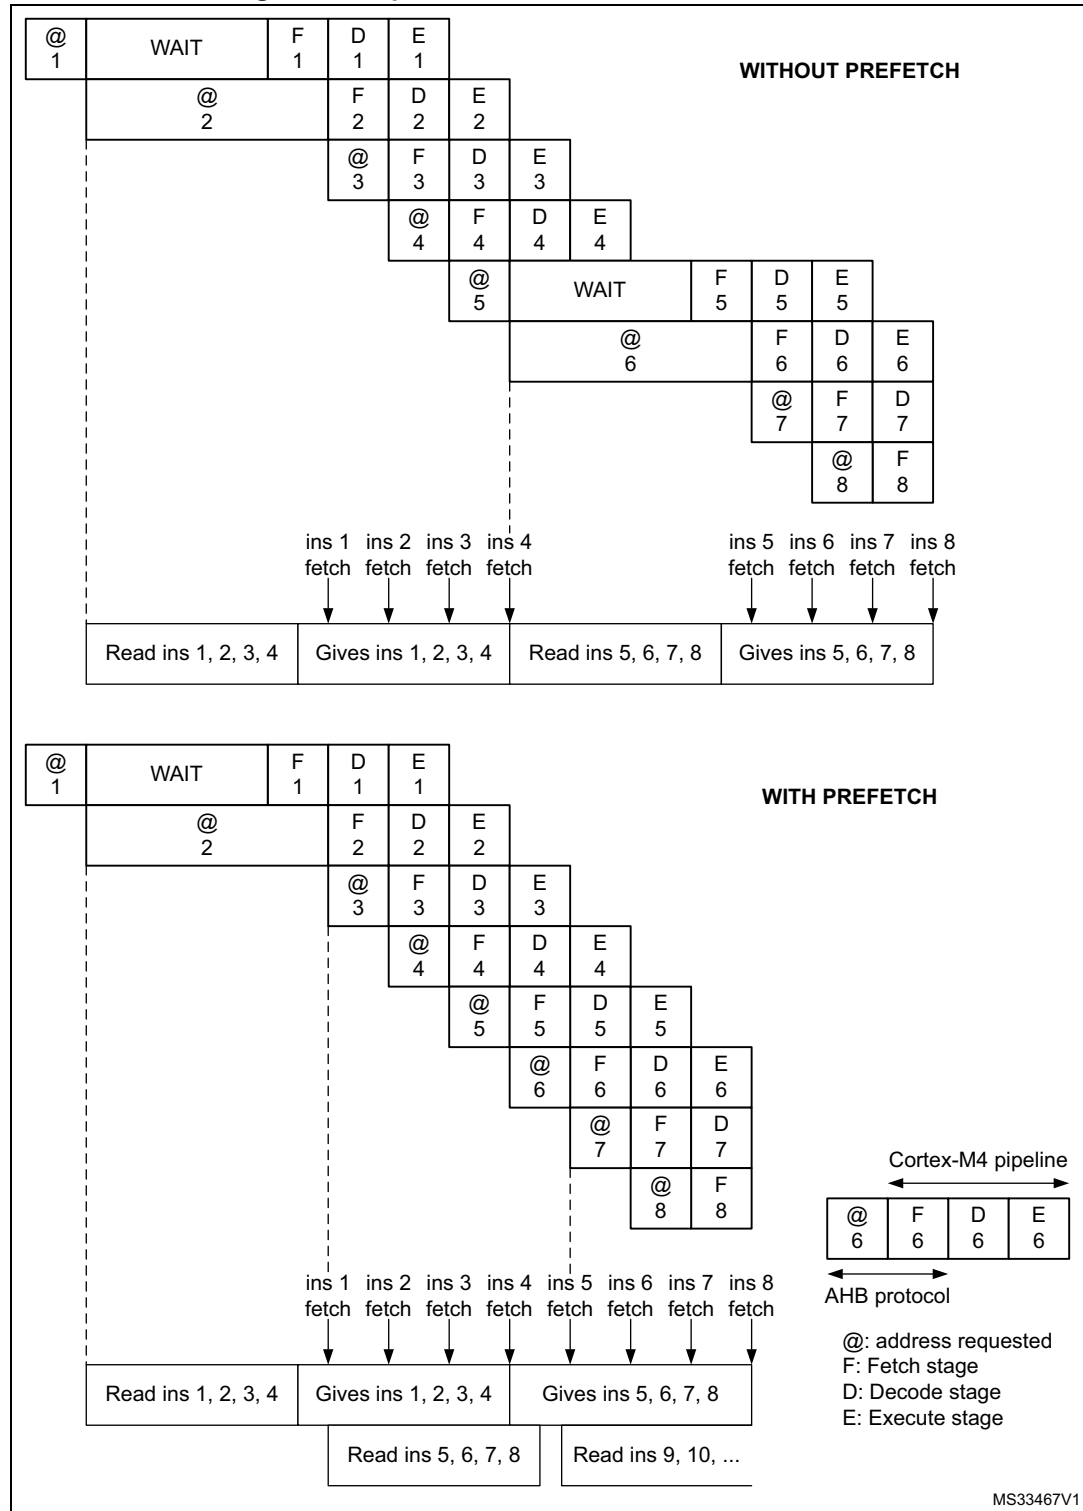 @ WAIT F D E
1 1 1 1
WITHOUT PREFETCH
@ F D E
2 2 2 2
@ F D E
3 3 3 3
@ F D E
4 4 4 4
@ WAIT F D E
5 5 5 5
@ F D E
6 6 6 6
@ F D
7 7 7
@ F
8 8
ins 1 ins 2 ins 3 ins 4 ins 5 ins 6 ins 7 ins 8
fetch fetch fetch fetch fetch fetch fetch fetch
Read ins 1, 2, 3, 4 Gives ins 1, 2, 3, 4 Read ins 5, 6, 7, 8 Gives ins 5, 6, 7, 8
@ WAIT F D E
1 1 1 1
WITH PREFETCH
@ F D E
2 2 2 2
@ F D E
3 3 3 3
@ F D E
4 4 4 4
@ F D E
5 5 5 5
@ F D E
6 6 6 6
@ F D
7 7 7
@ F
8 8
Cortex-M4 pipeline
@ F D E
6 6 6 6
AHB protocol
ins 1 ins 2 ins 3 ins 4 ins 5 ins 6 ins 7 ins 8
fetch fetch fetch fetch fetch fetch fetch fetch
@: address requested
F: Fetch stage
D: Decode stage
E: Execute stage
Read ins 1, 2, 3, 4 Gives ins 1, 2, 3, 4 Gives ins 5, 6, 7, 8
Read ins 5, 6, 7, 8 Read ins 9, 10, ...
MS33467V1